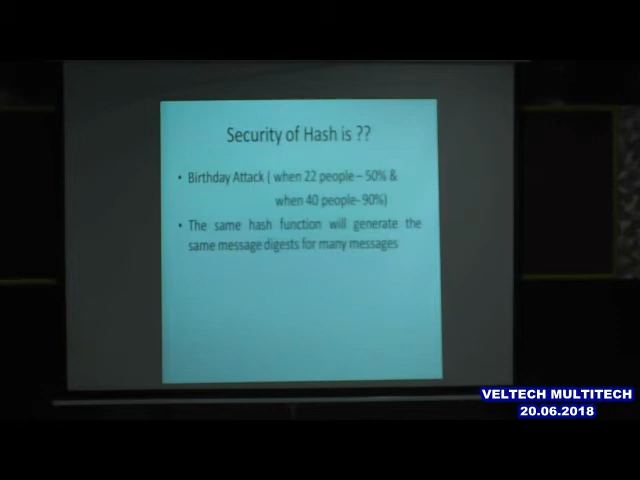 Security of Hash is ??
• Birthday Attack ( when 22 people – 50% &
when 40 people- 90%)
• The same hash function will generate the
same message digests for many messages
VELTECH MULTITECH
20.06.2018